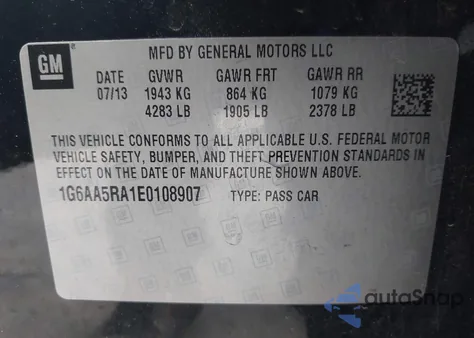 GM
MFD BY GENERAL MOTORS LLC
DATE GVWR GAWR FRT GAWR RR
07/13 1943 KG 864 KG 1079 KG
4283 LB 1905 LB 2378 LB
THIS VEHICLE CONFORMS TO ALL APPLICABLE U.S. FEDERAL MOTOR
VEHICLE SAFETY, BUMPER, AND THEFT PREVENTION STANDARDS IN
EFFECT ON THE DATE OF MANUFACTURE SHOWN ABOVE.
1G6AA5RA1E0108907 TYPE: PASS CAR
autoSnap